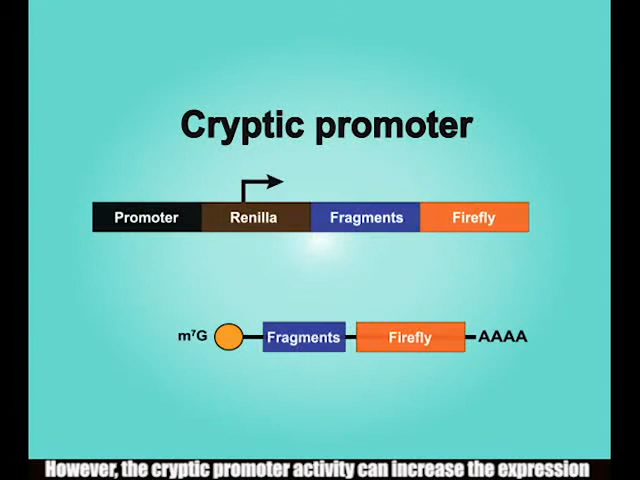 Cryptic promoter
Promoter Renilla Fragments Firefly
m⁷G Fragments Firefly AAAA
However, the cryptic promoter activity can increase the expression